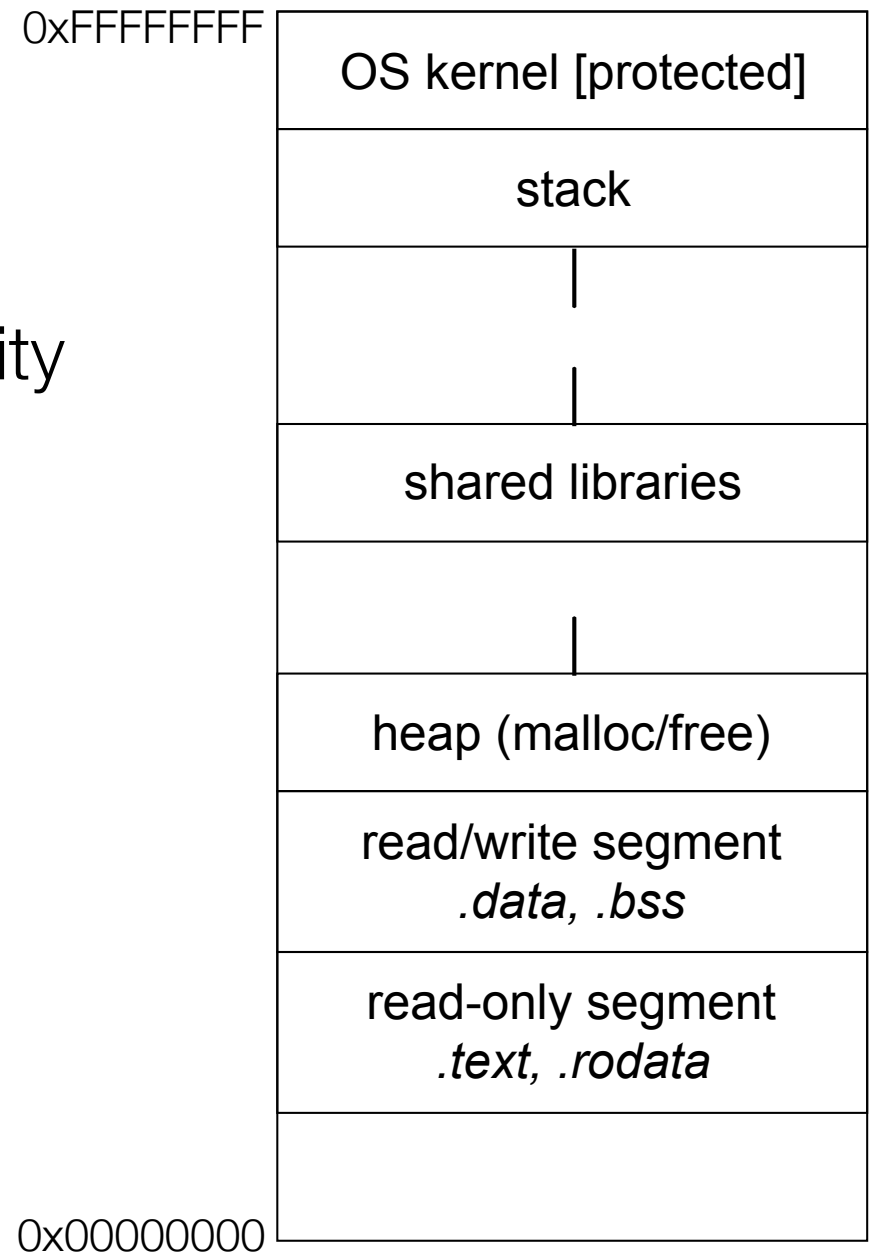 0xFFFFFFFF
OS kernel [protected]
stack
ity
shared libraries
heap (malloc/free)
read/write segment
.data, .bss
read-only segment
.text, .rodata
0x00000000